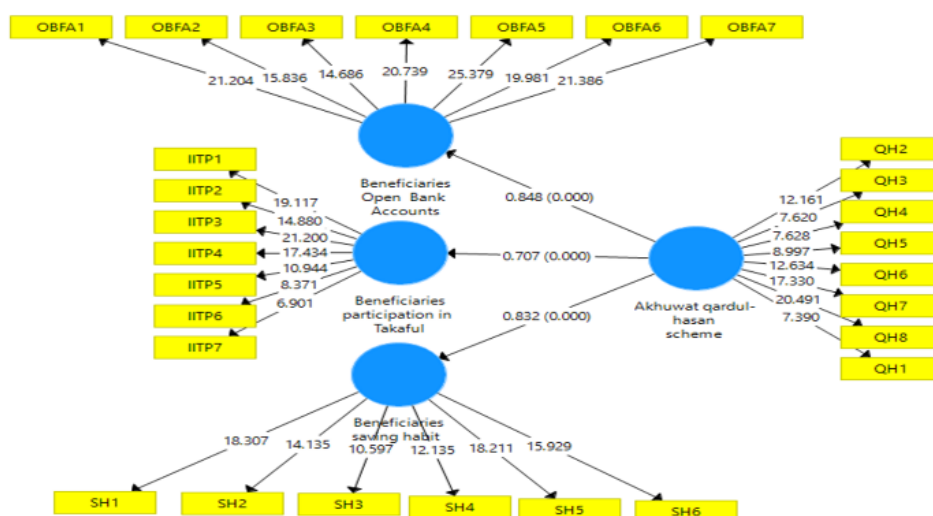 OBFA1 OBFA2 OBFA3 OBFA4 OBFA5 OBFA6 OBFA7
21.204 15.836 14.686 20.739 25.379 19.981 21.386
Beneficiaries
Open Bank
Accounts
IITP1
IITP2
IITP3
IITP4
IITP5
IITP6
IITP7
19.117
14.880
21.200
17.434
10.944
8.371
6.901
Beneficiaries
participation in
Takaful
0.848 (0.000)
0.707 (0.000)
0.832 (0.000)
Akhuwat qardul-
hasan
scheme
12.161
7.620
7.628
8.997
12.634
17.330
20.491
7.390
QH2
QH3
QH4
QH5
QH6
QH7
QH8
QH1
Beneficiaries
saving habit
18.307 14.135 10.597 12.135 18.211 15.929
SH1 SH2 SH3 SH4 SH5 SH6